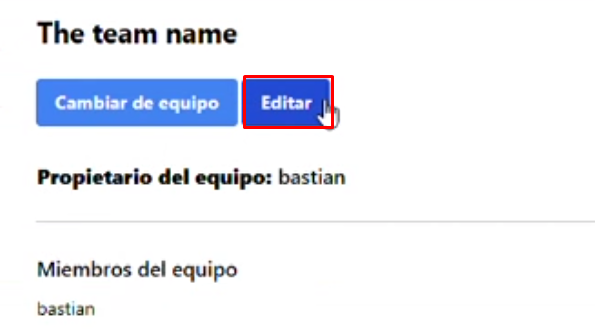 The team name
Cambiar de equipo Editar
Propietario del equipo: bastian
Miembros del equipo
bastian